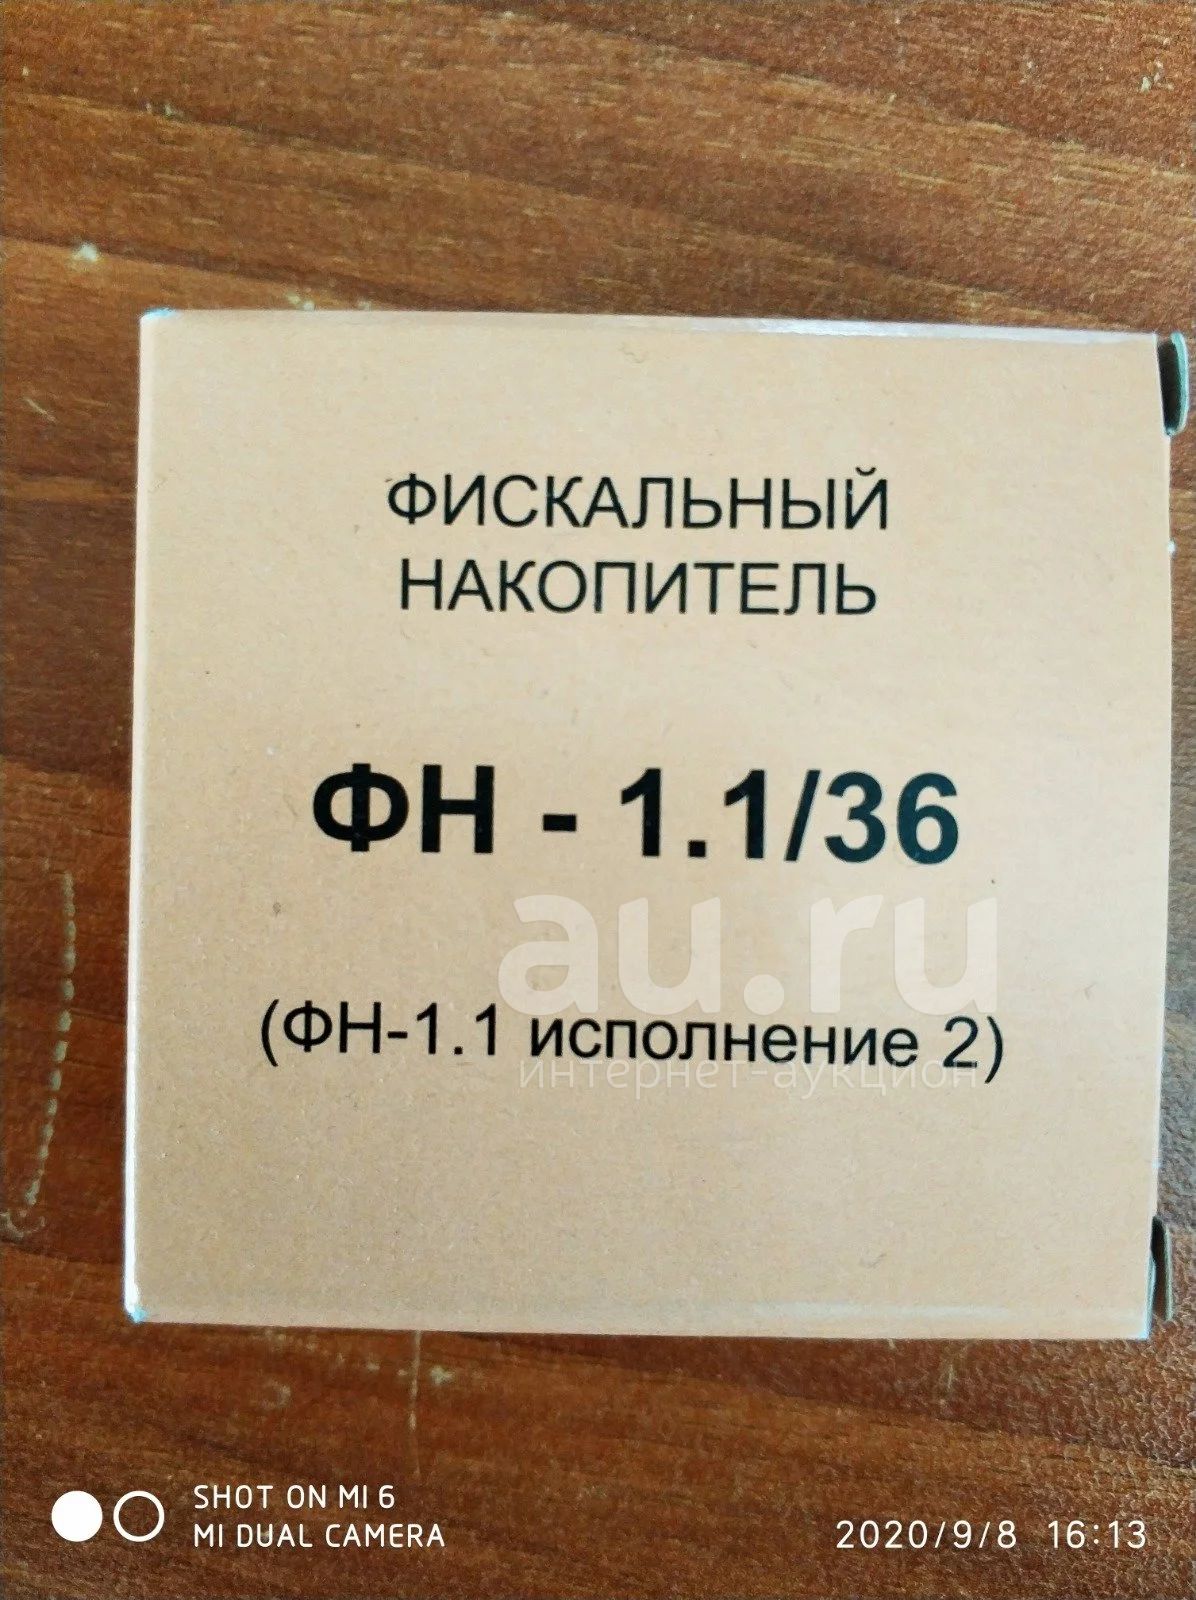 ФИСКАЛЬНЫЙ
НАКОПИТЕЛЬ
ФН - 1.1/36
au.ru
(ФН-1.1 исполнение 2)
интернет-аукцион
SHOT ON MI 6
MI DUAL CAMERA
2020/9/8 16:13